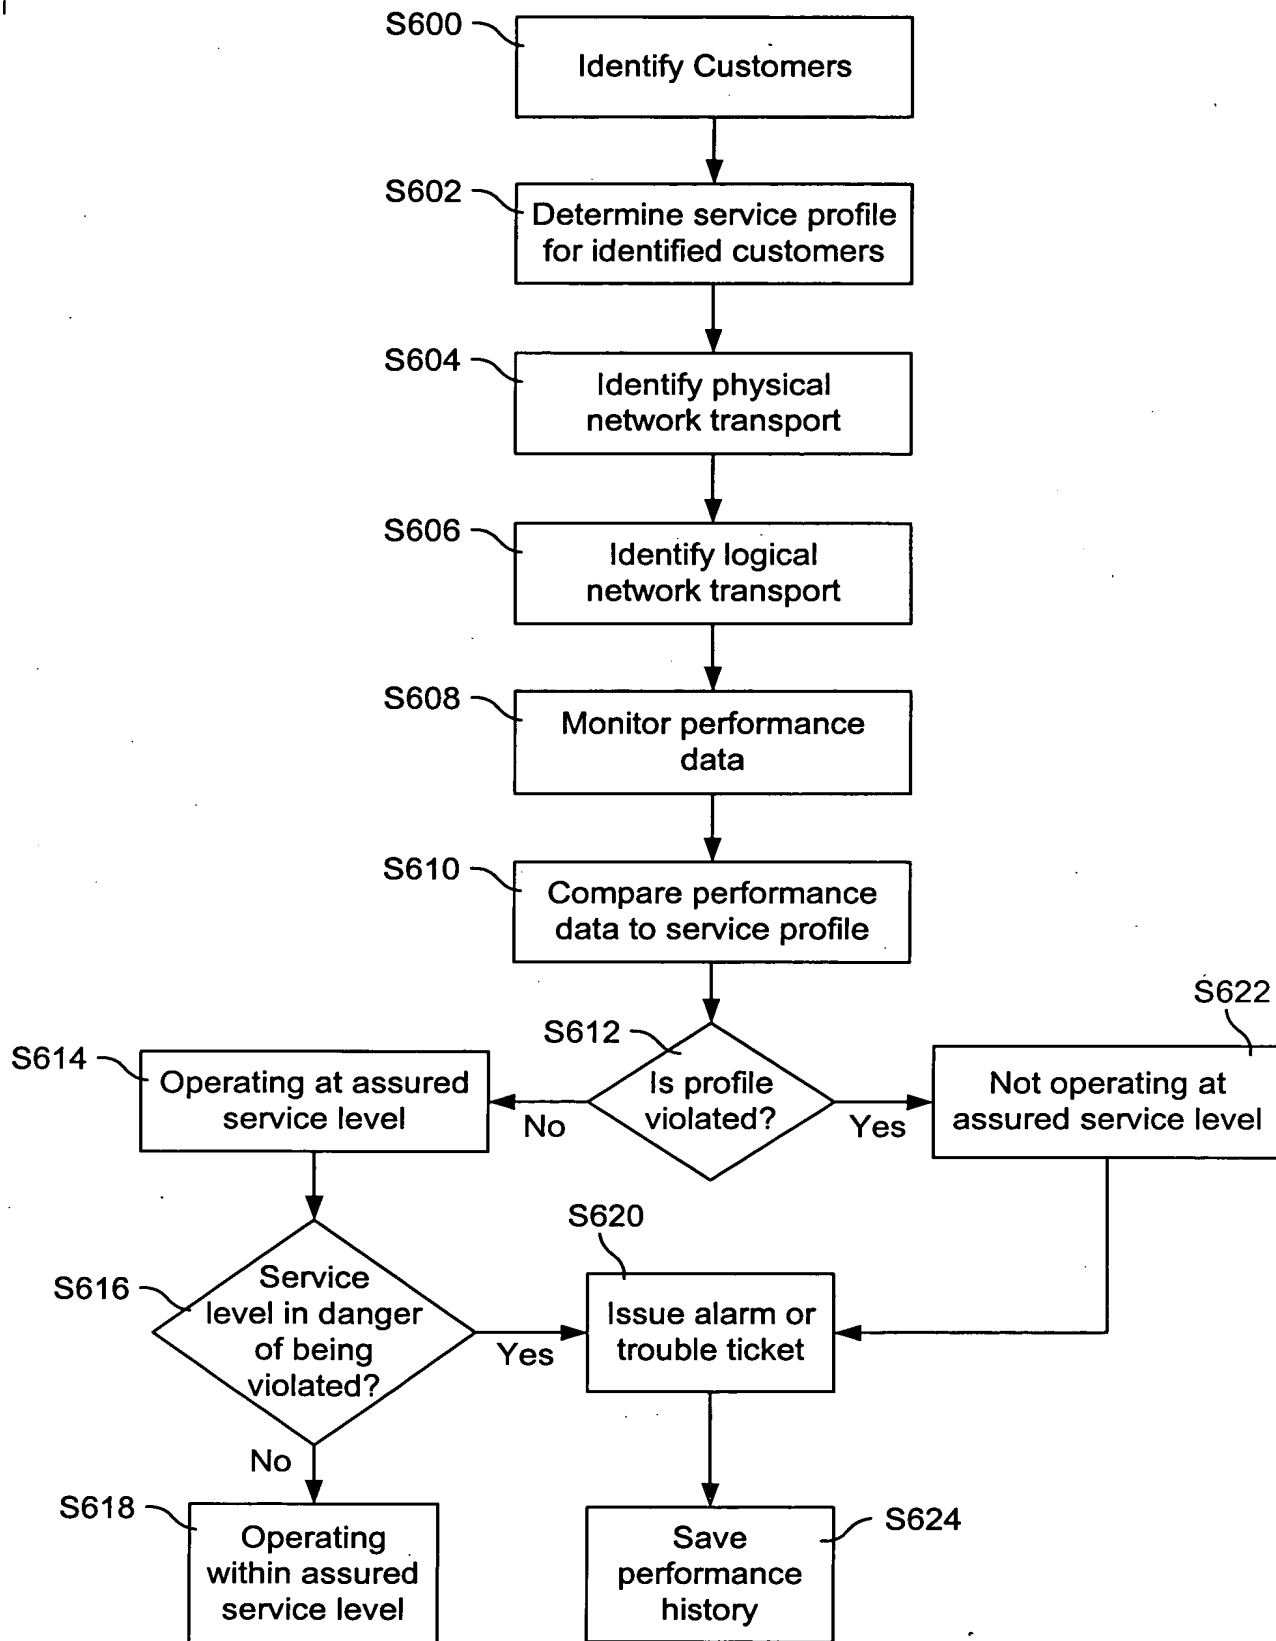 S600
Identify Customers
S602
Determine service profile
for identified customers
S604
Identify physical
network transport
S606
Identify logical
network transport
S608
Monitor performance
data
S610
Compare performance
data to service profile
S612
Is profile
violated?
No
Yes
S614
Operating at assured
service level
S622
Not operating at
assured service level
S616
Service
level in danger
of being
violated?
Yes
No
S620
Issue alarm or
trouble ticket
S618
Operating
within assured
service level
S624
Save
performance
history